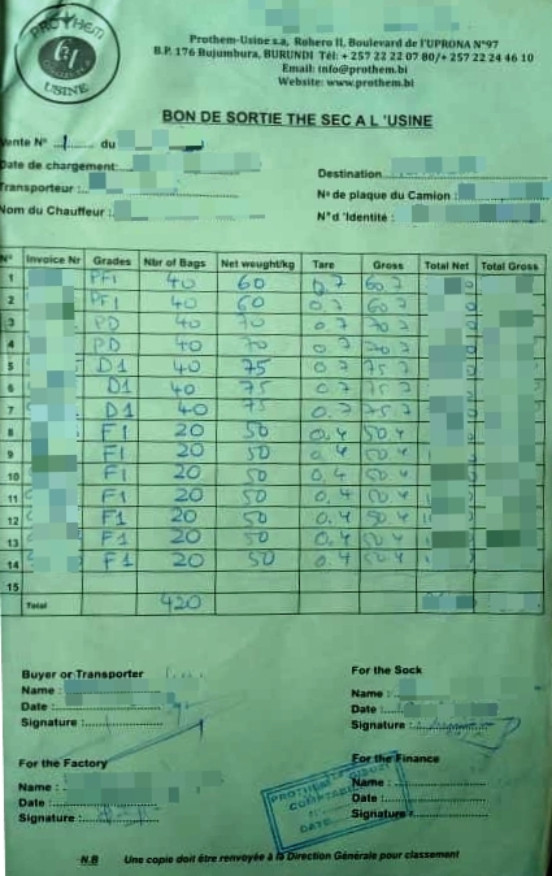 PROTHEM
USINE
Prothem-Usine s.a, Rohero II, Boulevard de l'UPRONA N°97
B.P. 176 Bujumbura, BURUNDI Tél: + 257 22 22 07 80/+ 257 22 24 46 10
Email: info@prothem.bi
Website: www.prothem.bi
BON DE SORTIE THE SEC A L 'USINE
Vente N° 1 du
Date de chargement:
Destination
Transporteur :
N° de plaque du Camion :
Nom du Chauffeur :
N° d 'Identité :
N° Invoice Nr Grades Nbr of Bags Net weught/kg Tare Gross Total Net Total Gross
1 PF1 40 60 0.7 60 7
2 PF1 40 60 0.7 60 7
3 PD 40 70 0.7 70 7
4 PD 40 70 0.7 70 7
5 D1 40 75 0.7 75 7
6 D1 40 75 0.7 75 7
7 D1 40 75 0.7 75.7
8 F1 20 50 0.4 50 4
9 F1 20 50 0.4 50 4
10 F1 20 50 0.4 50 4
11 F1 20 50 0.4 50 4
12 F1 20 50 0.4 50 4
13 F1 20 50 0.4 50 4
14 F1 20 50 0.4 50 4
15
Total 420
Buyer or Transporter
Name :
Date :
Signature :
For the Sock
Name :
Date :
Signature :
For the Factory
Name :
Date :
Signature :
For the Finance
Name :
Date :
Signature :
PROTHEM
COMPTABI
DATE
N.B Une copie doit être renvoyée à la Direction Générale pour classement